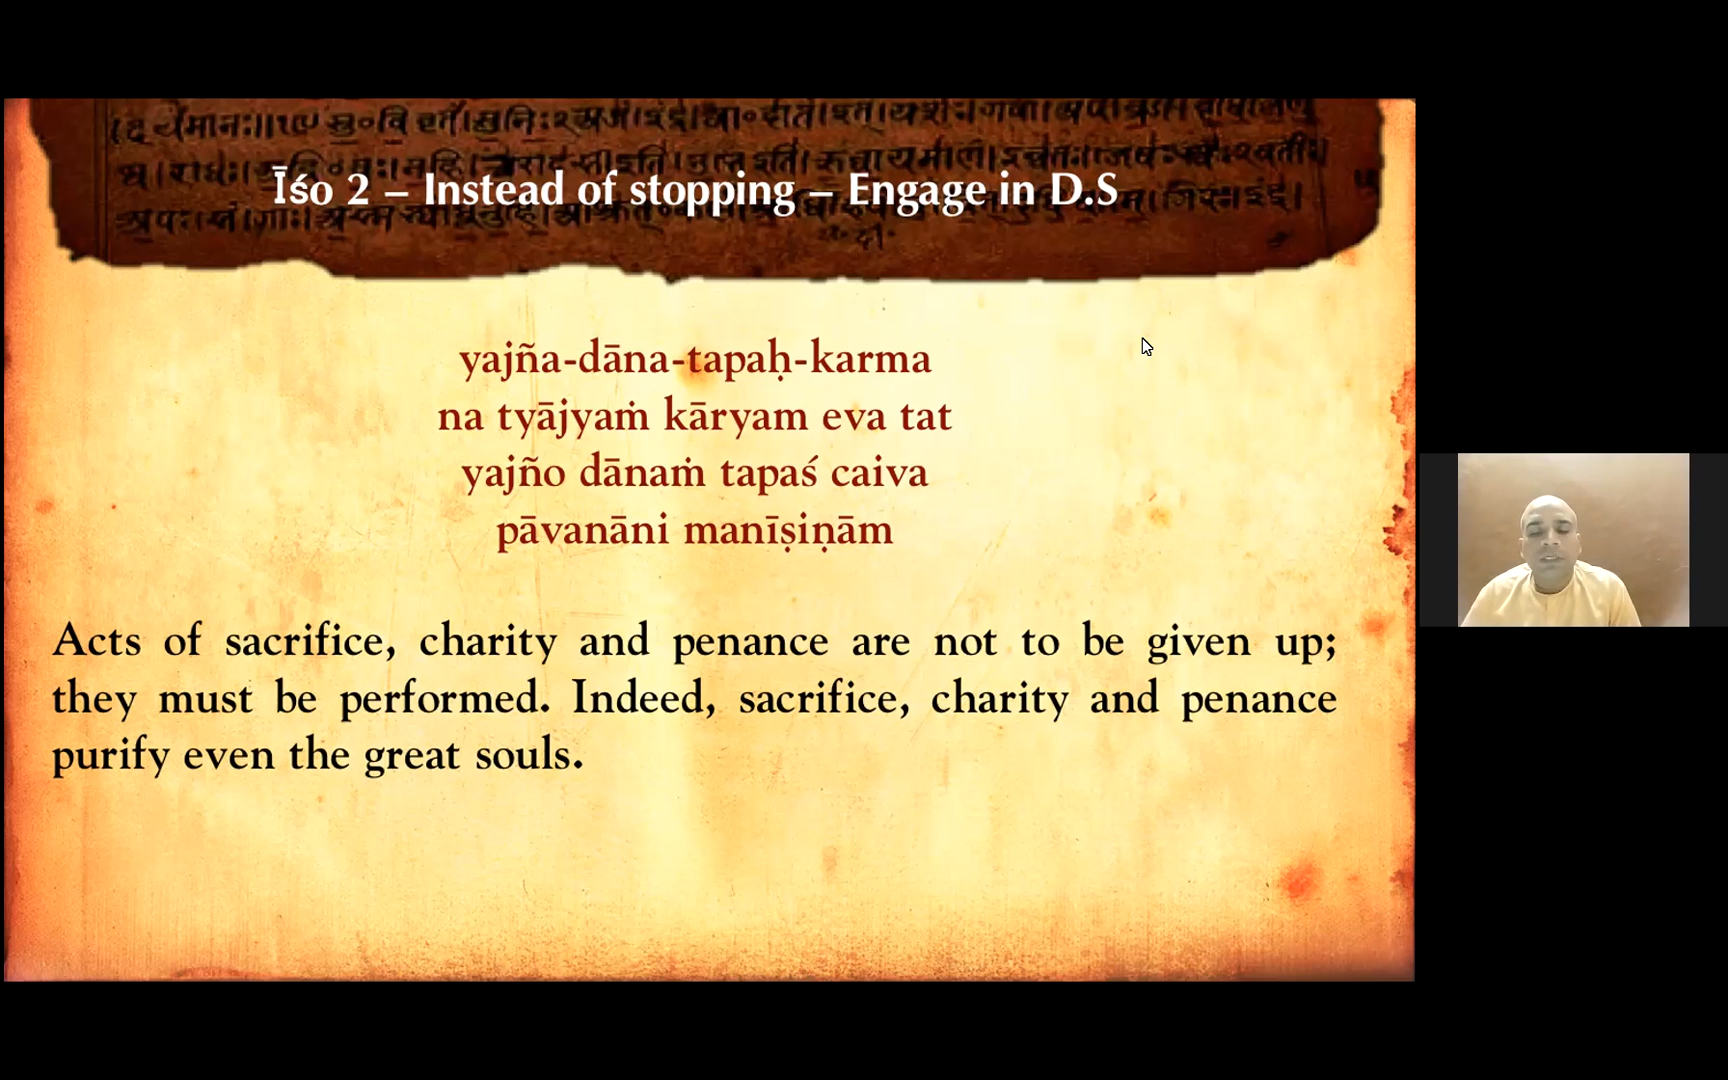 Īśo 2 – Instead of stopping – Engage in D.S
yajña-dāna-tapaḥ-karma
na tyājyaṁ kāryam eva tat
yajño dānaṁ tapaś caiva
pāvanāni manīṣiṇām
Acts of sacrifice, charity and penance are not to be given up;
they must be performed. Indeed, sacrifice, charity and penance
purify even the great souls.